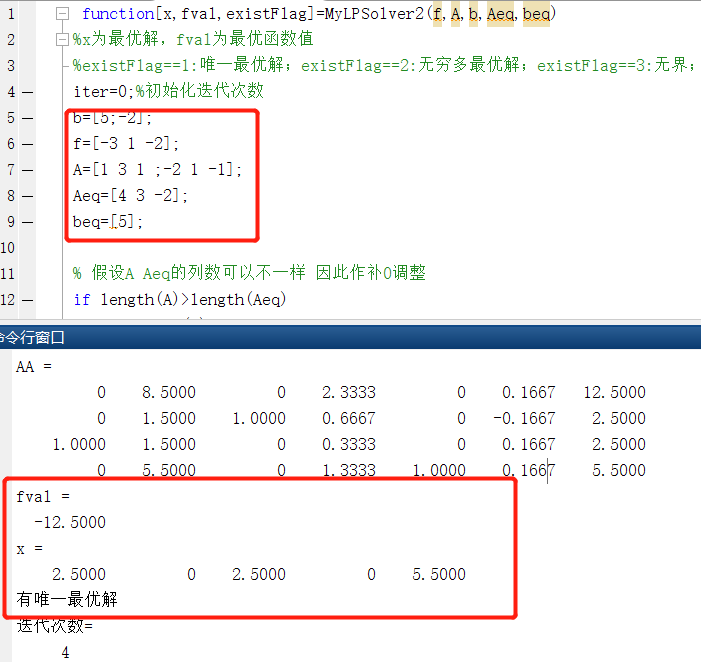 1 function[x,fval,existFlag]=MyLPSolver2(f,A,b,Aeq,beq)
2 %x为最优解，fval为最优函数值
3 %existFlag==1:唯一最优解；existFlag==2:无穷多最优解；existFlag==3:无界；
4 — iter=0;%初始化迭代次数
5 — b=[5;-2];
6 — f=[-3 1 -2];
7 — A=[1 3 1 ;-2 1 -1];
8 — Aeq=[4 3 -2];
9 — beq=[5];
10
11 % 假设A Aeq的列数可以不一样 因此作补0调整
12 — if length(A)>length(Aeq)
命令行窗口
AA =
0 8.5000 0 2.3333 0 0.1667 12.5000
0 1.5000 1.0000 0.6667 0 -0.1667 2.5000
1.0000 1.5000 0 0.3333 0 0.1667 2.5000
0 5.5000 0 1.3333 1.0000 0.1667 5.5000
fval =
-12.5000
x =
2.5000 0 2.5000 0 5.5000
有唯一最优解
迭代次数=
4